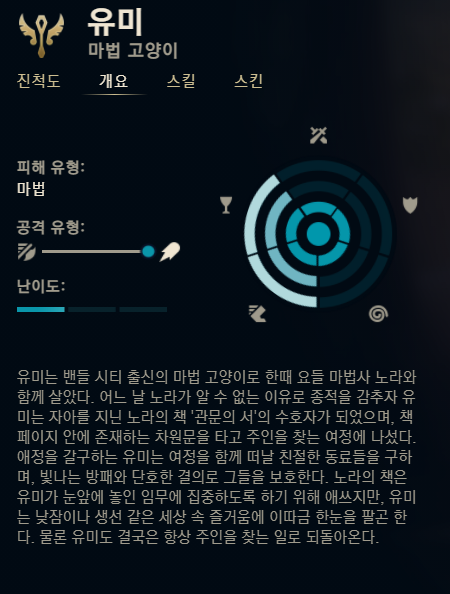 유미
마법 고양이
진척도 개요 스킬 스킨
피해 유형:
마법
공격 유형:
난이도:
유미는 밴들 시티 출신의 마법 고양이로 한때 요들 마법사 노라와
함께 살았다. 어느 날 노라가 알 수 없는 이유로 종적을 감추자 유
미는 자아를 지닌 노라의 책 '관문의 서'의 수호자가 되었으며, 책
페이지 안에 존재하는 차원문을 타고 주인을 찾는 여정에 나섰다.
애정을 갈구하는 유미는 여정을 함께 떠날 친절한 동료들을 구하
며, 빛나는 방패와 단호한 결의로 그들을 보호한다. 노라의 책은
유미가 눈앞에 놓인 임무에 집중하도록 하기 위해 애쓰지만, 유미
는 낮잠이나 생선 같은 세상 속 즐거움에 이따금 한눈을 팔곤 한
다. 물론 유미도 결국은 항상 주인을 찾는 일로 되돌아온다.